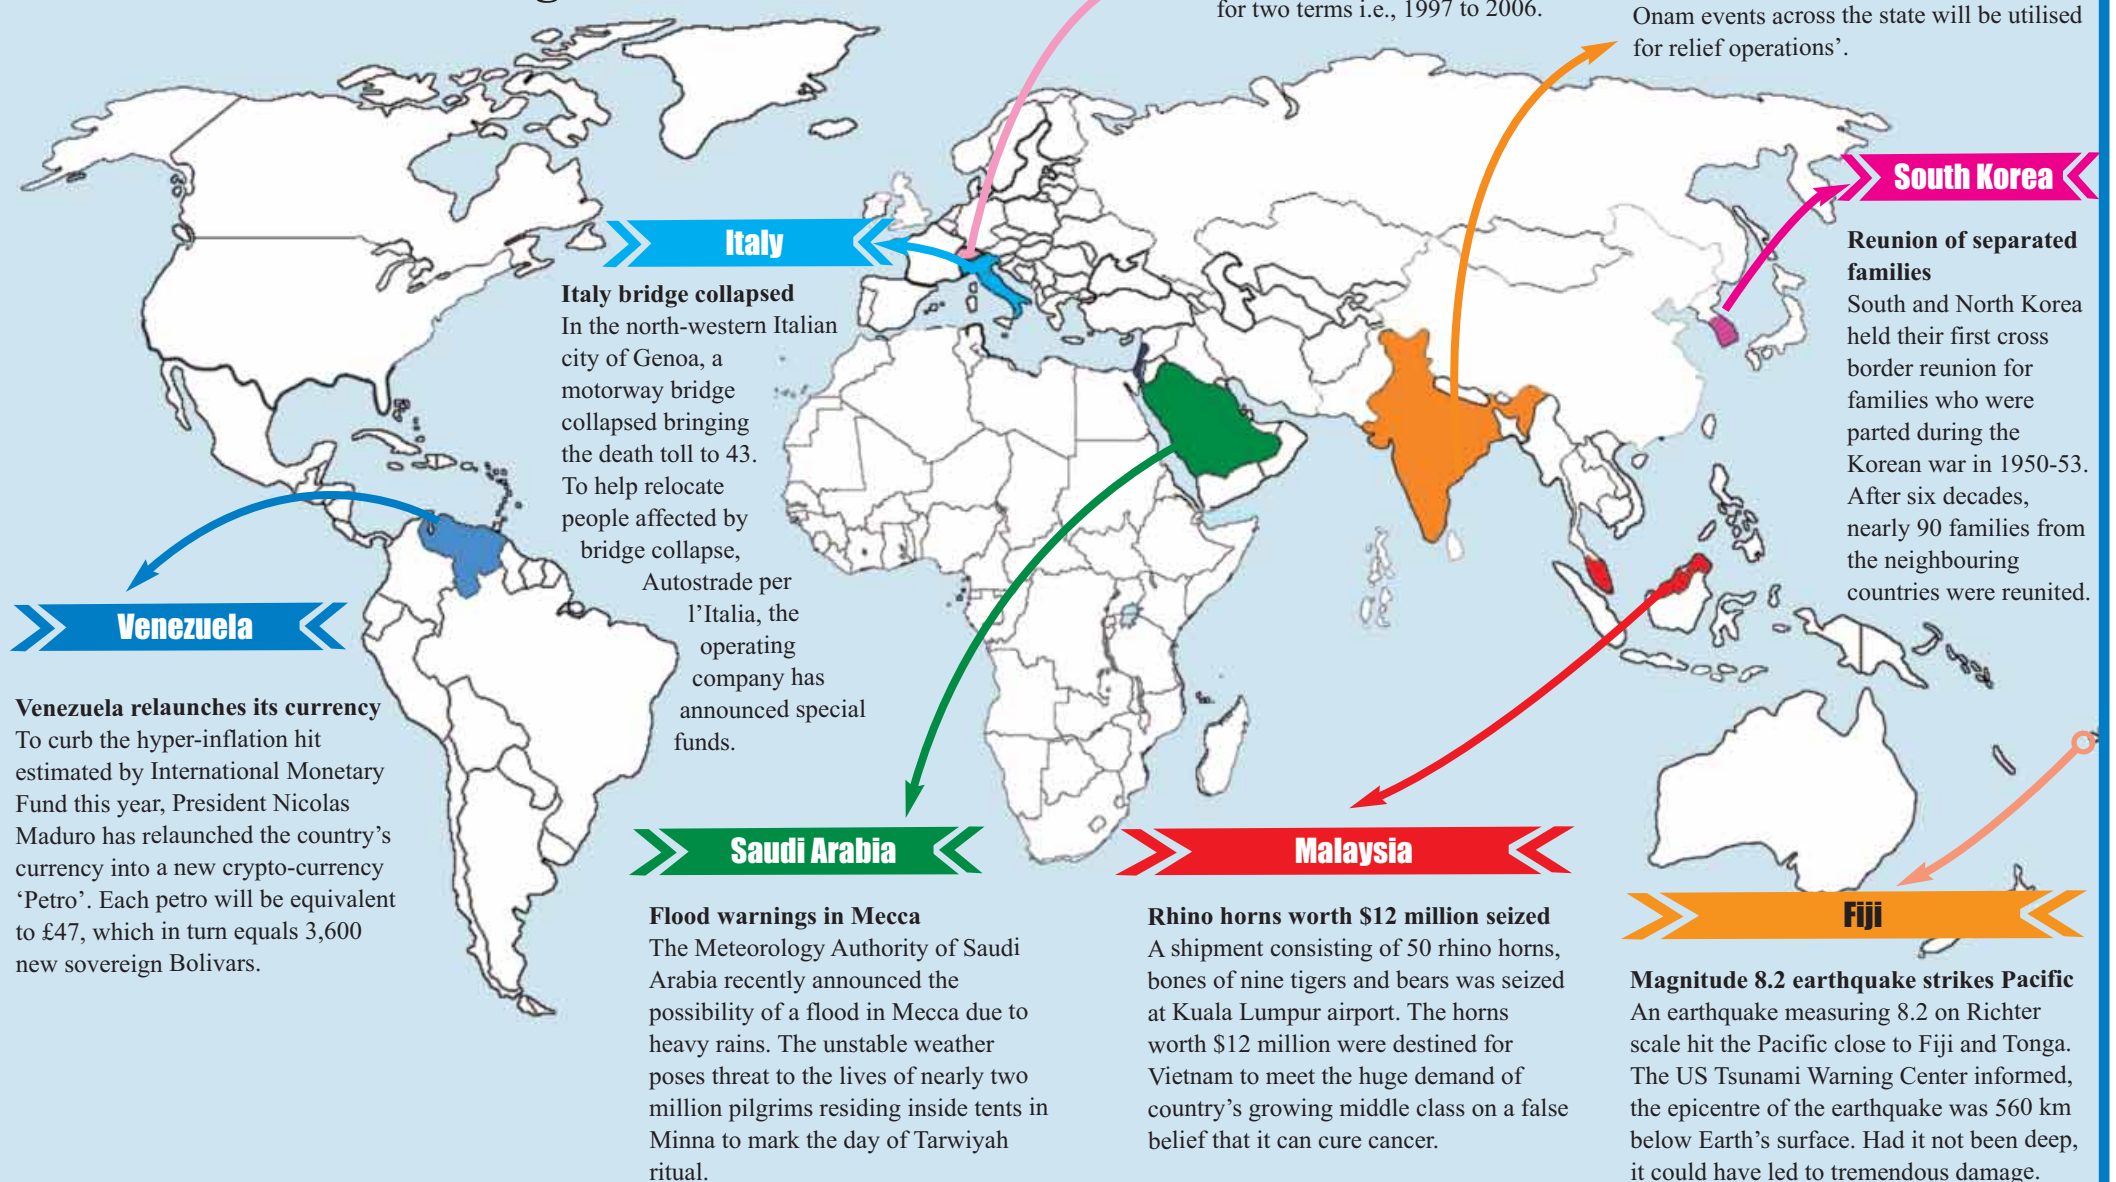 for two terms i.e., 1997 to 2006.
Onam events across the state will be utilised
for relief operations’.
South Korea
Reunion of separated
families
South and North Korea
held their first cross
border reunion for
families who were
parted during the
Korean war in 1950-53.
After six decades,
nearly 90 families from
the neighbouring
countries were reunited.
Italy
Italy bridge collapsed
In the north-western Italian
city of Genoa, a
motorway bridge
collapsed bringing
the death toll to 43.
To help relocate
people affected by
bridge collapse,
Autostrade per
l’Italia, the
operating
company has
announced special
funds.
Venezuela
Venezuela relaunches its currency
To curb the hyper-inflation hit
estimated by International Monetary
Fund this year, President Nicolas
Maduro has relaunched the country’s
currency into a new crypto-currency
‘Petro’. Each petro will be equivalent
to £47, which in turn equals 3,600
new sovereign Bolivars.
Saudi Arabia
Flood warnings in Mecca
The Meteorology Authority of Saudi
Arabia recently announced the
possibility of a flood in Mecca due to
heavy rains. The unstable weather
poses threat to the lives of nearly two
million pilgrims residing inside tents in
Minna to mark the day of Tarwiyah
ritual.
Malaysia
Rhino horns worth $12 million seized
A shipment consisting of 50 rhino horns,
bones of nine tigers and bears was seized
at Kuala Lumpur airport. The horns
worth $12 million were destined for
Vietnam to meet the huge demand of
country’s growing middle class on a false
belief that it can cure cancer.
Fiji
Magnitude 8.2 earthquake strikes Pacific
An earthquake measuring 8.2 on Richter
scale hit the Pacific close to Fiji and Tonga.
The US Tsunami Warning Center informed,
the epicentre of the earthquake was 560 km
below Earth’s surface. Had it not been deep,
it could have led to tremendous damage.